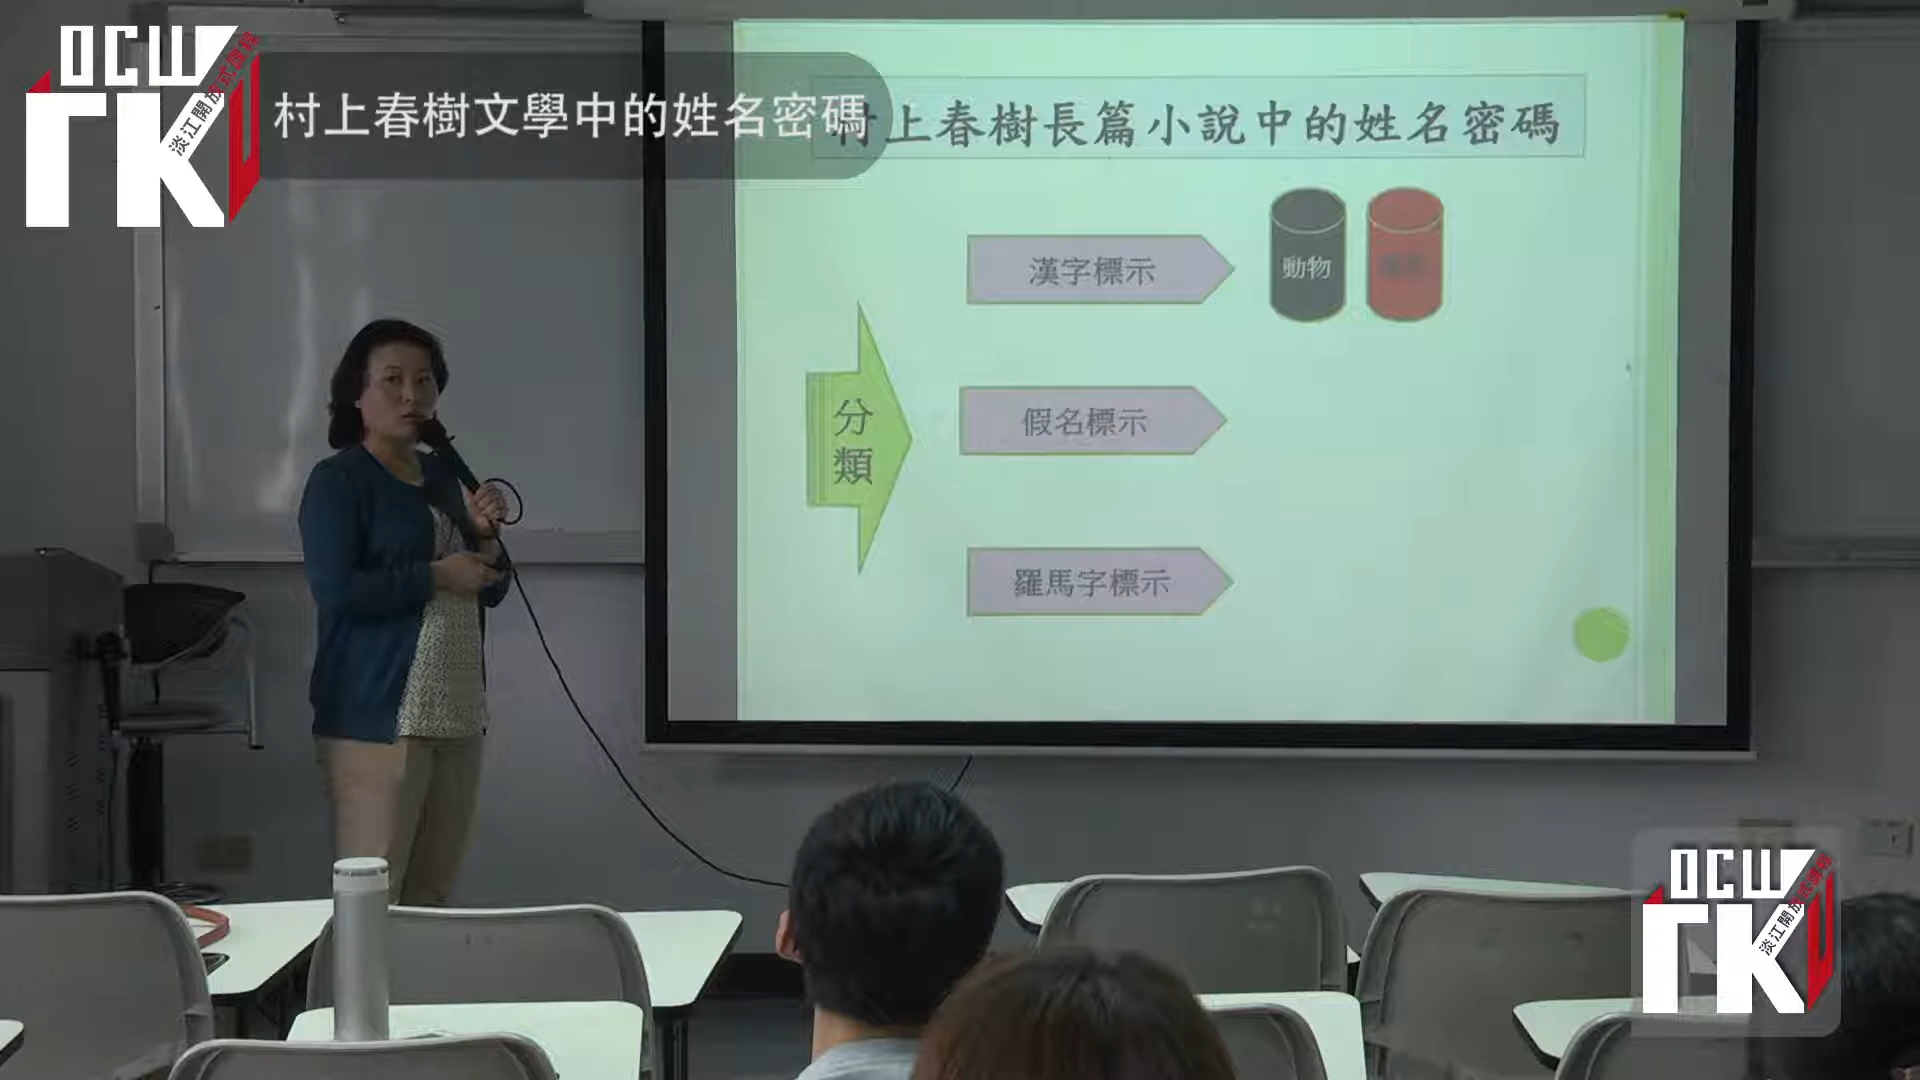 OCW
TKU
淡江開放式課程
村上春樹文學中的姓名密碼
村上春樹長篇小說中的姓名密碼
漢字標示
動物
分類
假名標示
羅馬字標示
OCW
TKU
淡江開放式課程